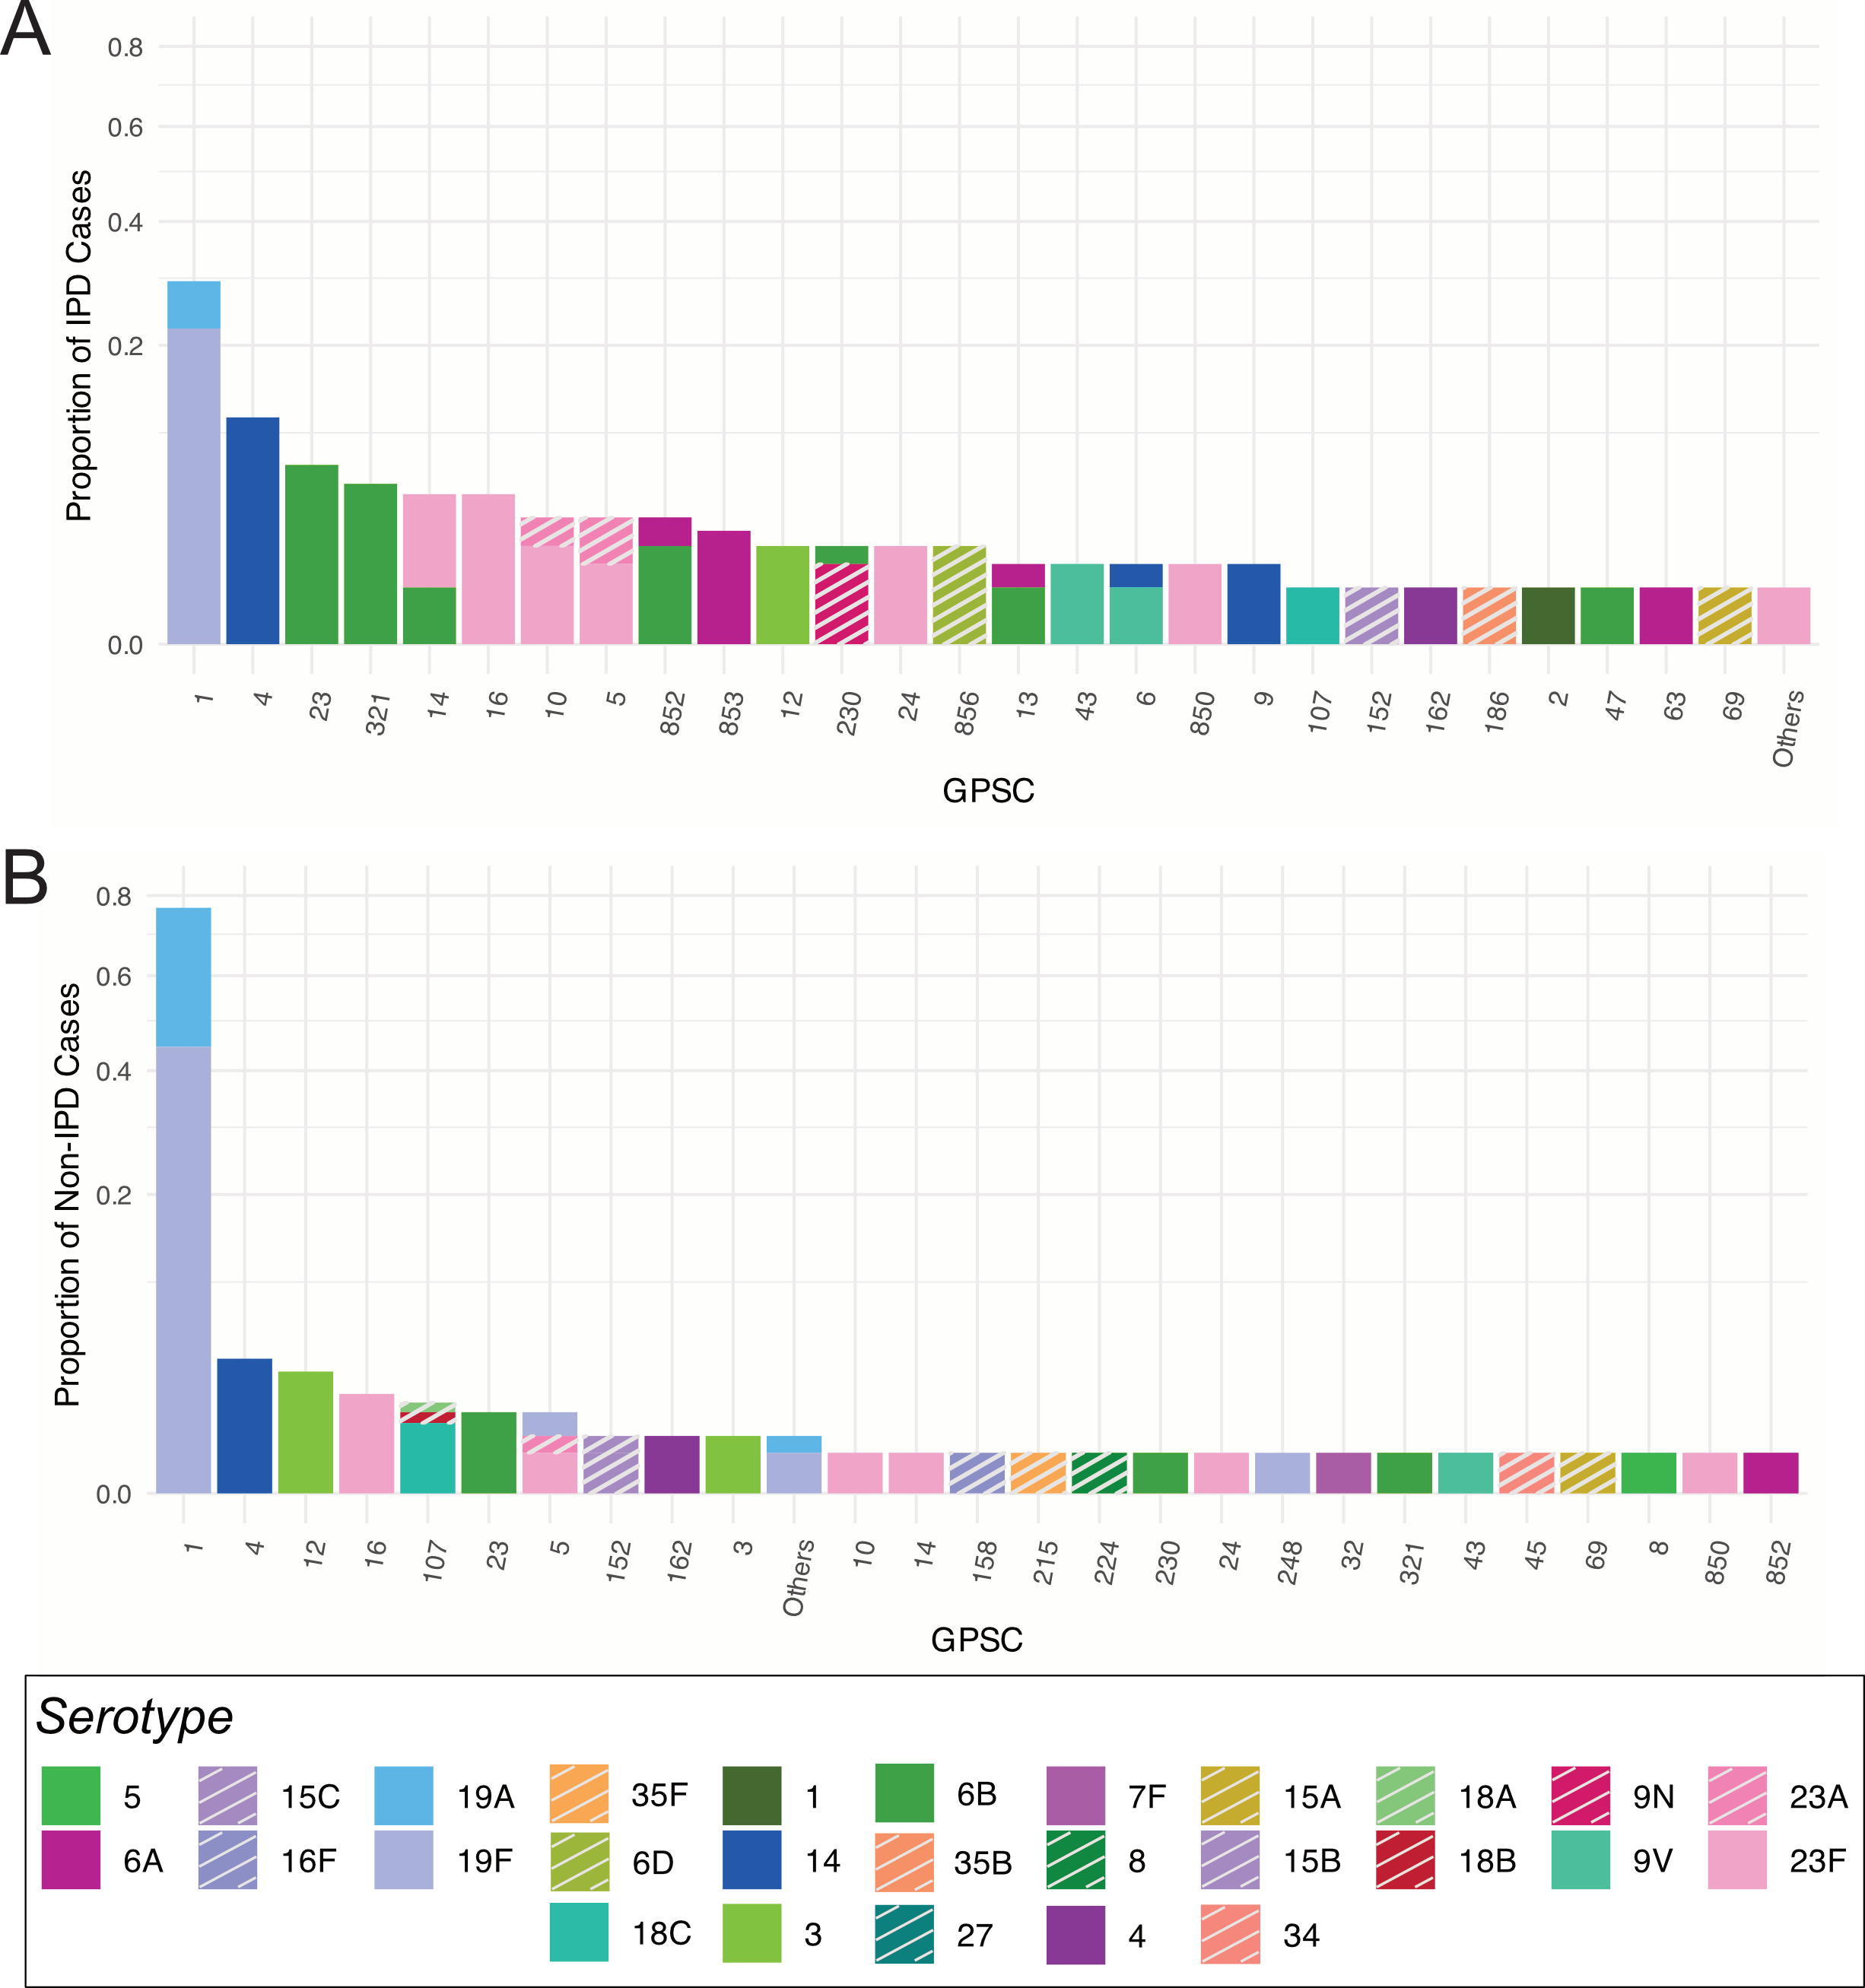 A
Proportion of IPD Cases
0.8
0.6
0.4
0.2
0.0
1 4 23 321 14 16 10 5 852 853 12 230 24 856 13 43 6 850 9 107 152 162 186 2 47 63 69 Others
GPSC
B
Proportion of Non-IPD Cases
0.8
0.6
0.4
0.2
0.0
1 4 12 16 107 23 5 152 162 3 Others 10 14 158 215 224 230 24 248 32 321 43 45 69 8 850 852
GPSC
Serotype
5 15C 19A 35F 1 6B 7F 15A 18A 9N 23A
6A 16F 19F 6D 14 35B 8 15B 18B 9V 23F
18C 3 27 4 34